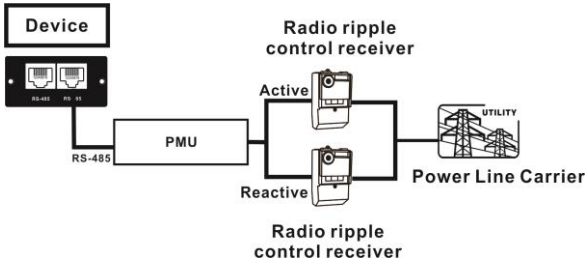 Device
Radio ripple
control receiver
RS-485
RS 85
Active
UTILITY
PMU
RS-485
Power Line Carrier
Reactive
Radio ripple
control receiver